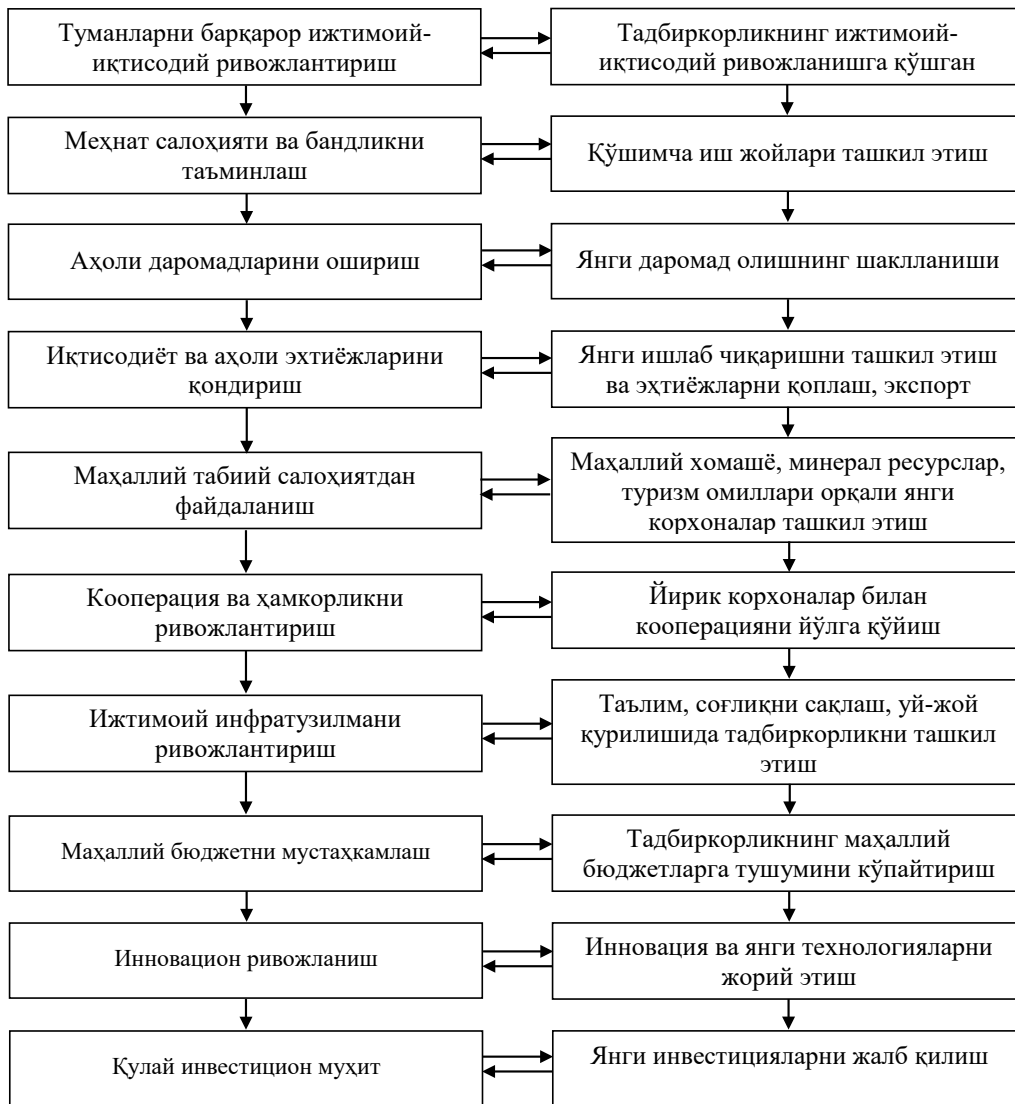 Туманларни барқарор ижтимоий-
иқтисодий ривожлантириш
Тадбиркорликнинг ижтимоий-
иқтисодий ривожланишга қўшган
Меҳнат салоҳияти ва бандликни
таъминлаш
Қўшимча иш жойлари ташкил этиш
Аҳоли даромадларини ошириш
Янги даромад олишнинг шаклланиши
Иқтисодиёт ва аҳоли эхтиёжларини
қондириш
Янги ишлаб чиқаришни ташкил этиш
ва эҳтиёжларни қоплаш, экспорт
Маҳаллий табиий салоҳиятдан
файдаланиш
Маҳаллий хомашё, минерал ресурслар,
туризм омиллари орқали янги
корхоналар ташкил этиш
Кооперация ва ҳамкорликни
ривожлантириш
Йирик корхоналар билан
кооперацияни йўлга қўйиш
Ижтимоий инфратузилмани
ривожлантириш
Таълим, соғлиқни сақлаш, уй-жой
қурилишида тадбиркорликни ташкил
этиш
Маҳаллий бюджетни мустаҳкамлаш
Тадбиркорликнинг маҳаллий
бюджетларга тушумини кўпайтириш
Инновацион ривожланиш
Инновация ва янги технологияларни
жорий этиш
Қулай инвестицион муҳит
Янги инвестицияларни жалб қилиш